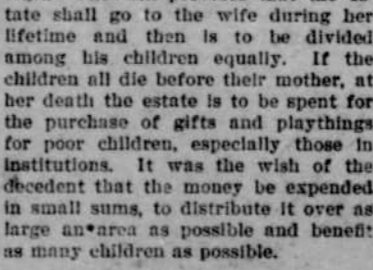 tate shall go to the wife during her
lifetime and then is to be divided
among his children equally. If the
children all die before their mother, at
her death the estate is to be spent for
the purchase of gifts and playthings
for poor children, especially those in
institutions. It was the wish of the
decedent that the money be expended
in small sums, to distribute it over as
large an area as possible and benefit
as many children as possible.